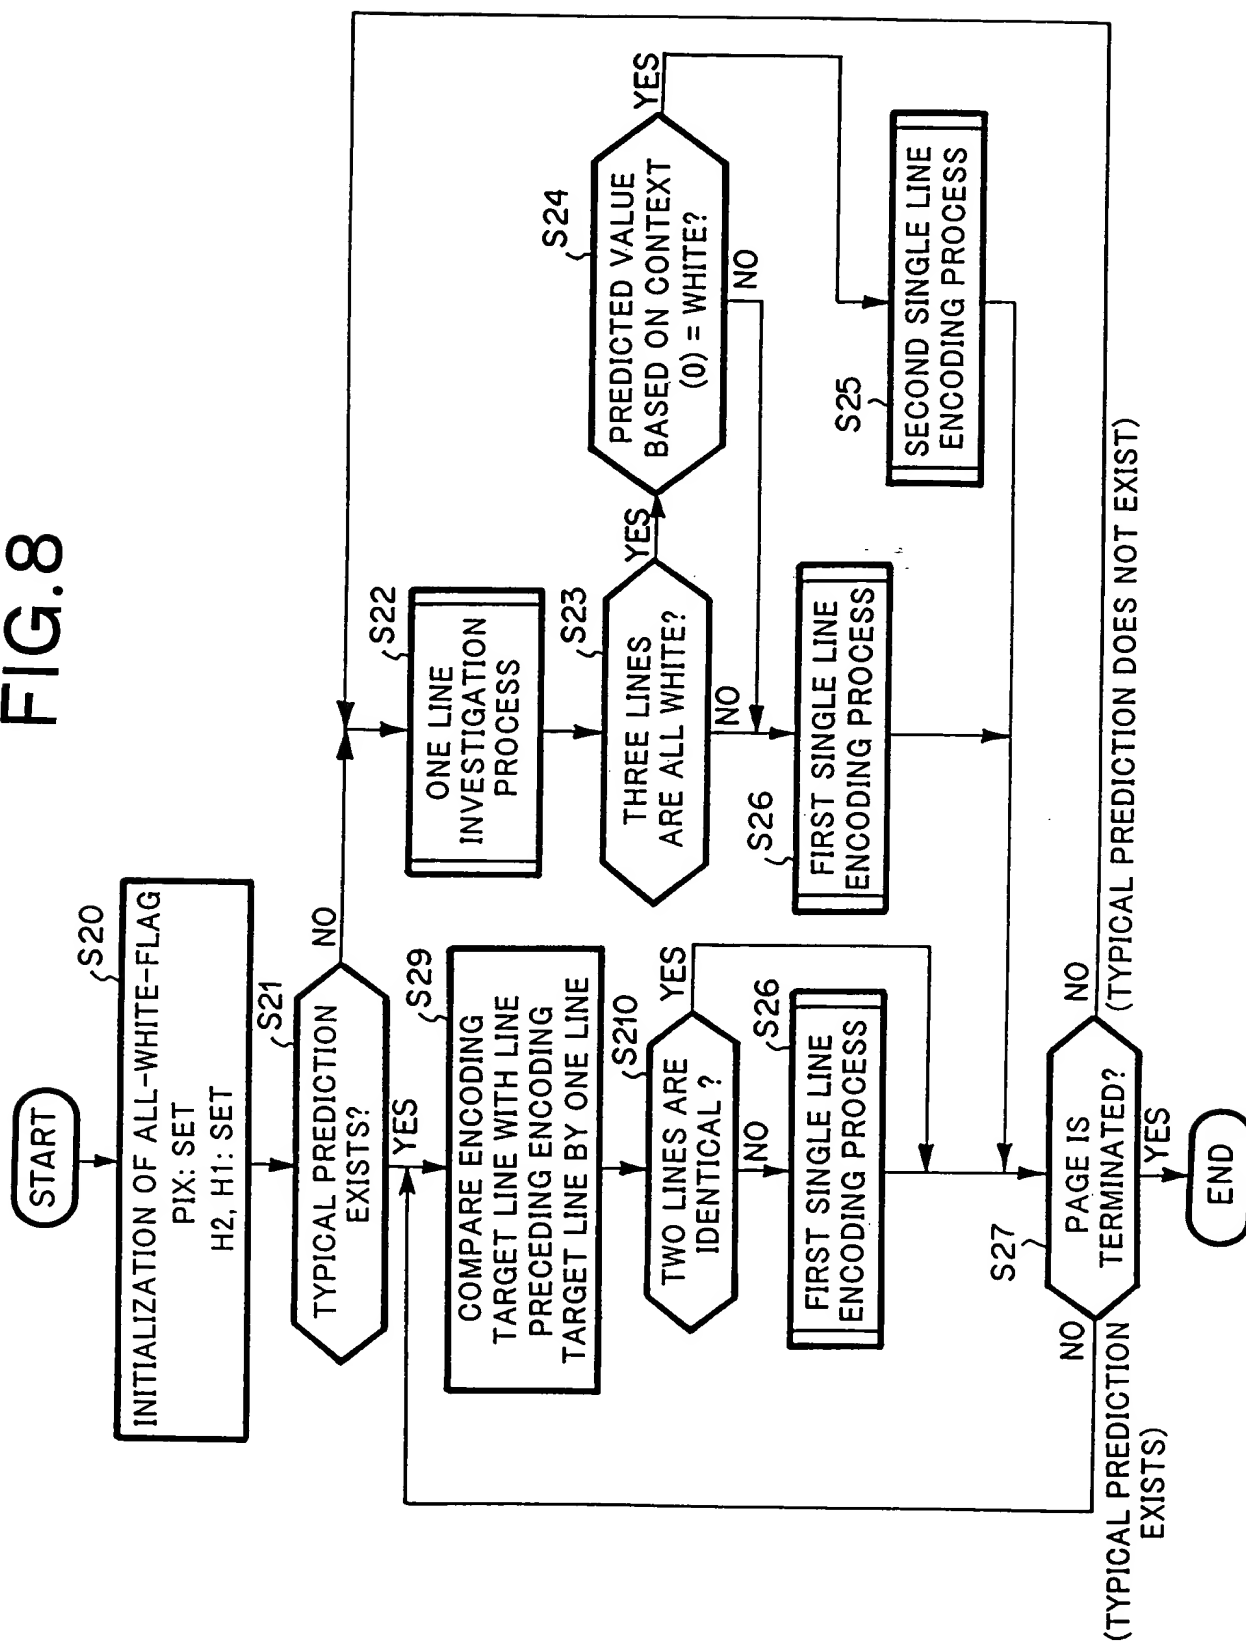 FIG.8
START
S20
INITIALIZATION OF ALL-WHITE-FLAG
PIX: SET
H2, H1: SET
S21
TYPICAL PREDICTION
EXISTS?
NO
YES
S29
COMPARE ENCODING
TARGET LINE WITH LINE
PRECEDING ENCODING
TARGET LINE BY ONE LINE
S210
TWO LINES ARE
IDENTICAL ?
YES
NO
S26
FIRST SINGLE LINE
ENCODING PROCESS
S22
ONE LINE
INVESTIGATION
PROCESS
S23
THREE LINES
ARE ALL WHITE?
YES
NO
S24
PREDICTED VALUE
BASED ON CONTEXT
(0) = WHITE?
YES
NO
S26
FIRST SINGLE LINE
ENCODING PROCESS
S25
SECOND SINGLE LINE
ENCODING PROCESS
S27
PAGE IS
TERMINATED?
NO
(TYPICAL PREDICTION
EXISTS)
NO
(TYPICAL PREDICTION DOES NOT EXIST)
YES
END